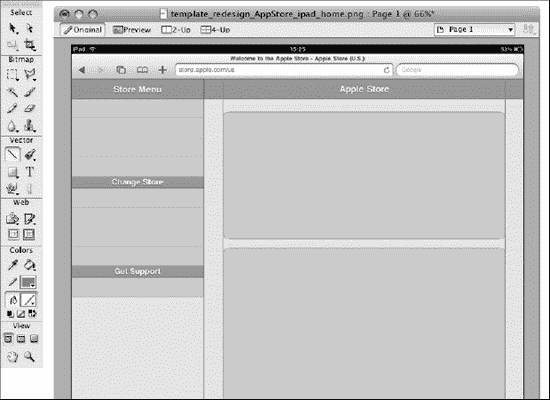 Select
Bitmap
Vector
Web
Colors
View
template_redesign_AppStore_ipad_home.png : Page 1 @ 66%*
Original
Preview
2-Up
4-Up
Page 1
iPad
15:25
Welcome to the Apple Store - Apple Store (U.S.)
store.apple.com/us
Google
Store Menu
Apple Store
Change Store
Get Support